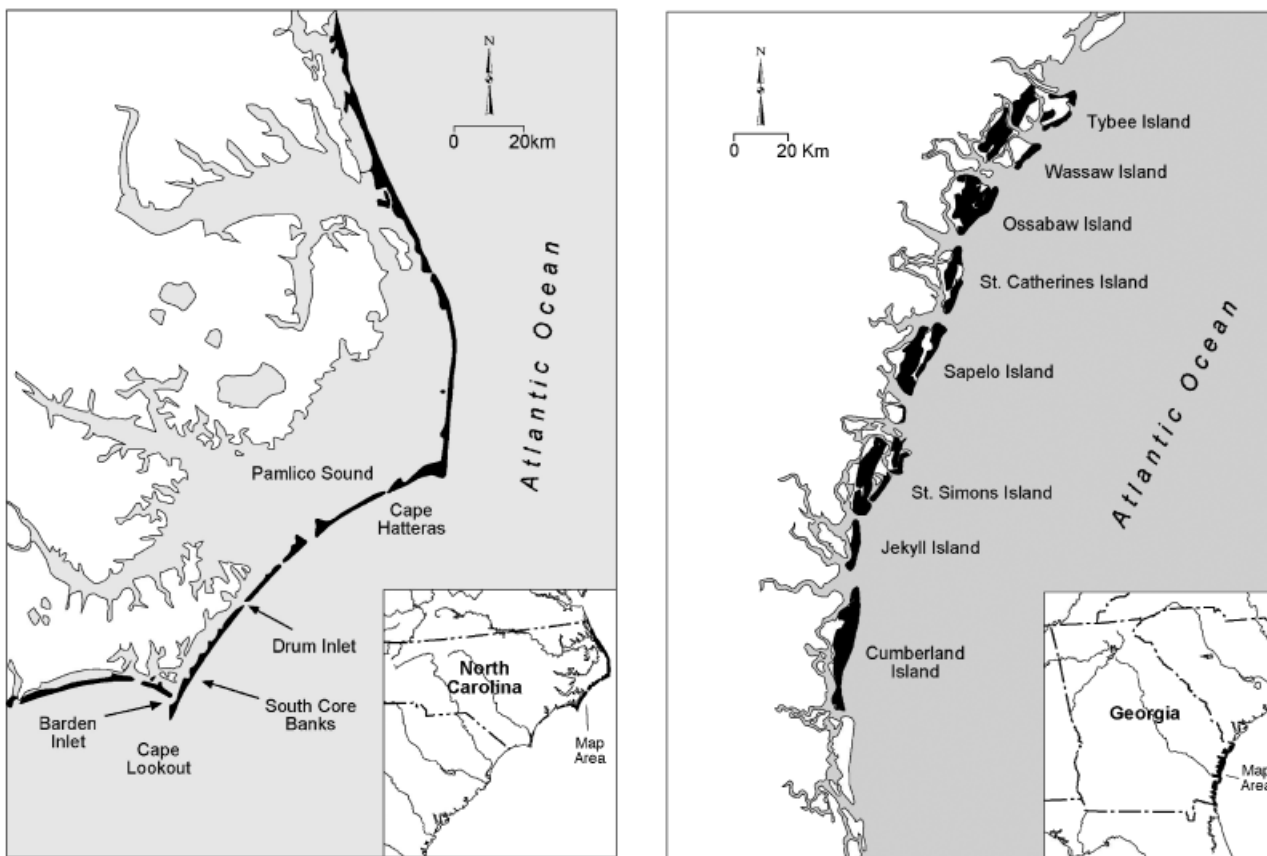 N
0
20km
Atlantic Ocean
Pamlico Sound
Cape
Hatteras
Drum Inlet
South Core
Banks
Barden
Inlet
Cape
Lookout
North
Carolina
Map
Area
N
0
20 Km
Tybee Island
Wassaw Island
Ossabaw Island
St. Catherines Island
Sapelo Island
Atlantic Ocean
St. Simons Island
Jekyll Island
Cumberland
Island
Georgia
Map
Area